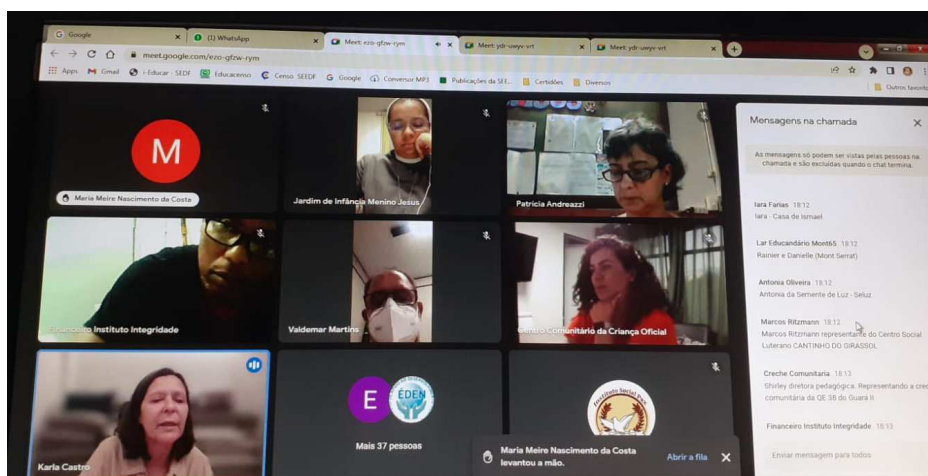 Google
(1) WhatsApp
Meet: ezo-gfzw-rym
Meet: ydr-uwyv-vrt
Meet: ydr-uwyv-vrt
meet.google.com/ezo-gfzw-rym
Apps
Gmail
i-Educar - SEDF
Educacenso
Censo SEEDF
Google
Conversor MP3
Publicações da SEE...
Certidões
Diversos
Outros favoritos
M
Maria Meire Nascimento da Costa
Jardim de Infância Menino Jesus
Patricia Andreazzi
Financeiro Instituto Integridade
Valdemar Martins
Centro Comunitário da Criança Oficial
Karla Castro
E
EDEN
Mais 37 pessoas
Instituto Social Pax
Maria Meire Nascimento da Costa
levantou a mão.
Abrir a fila
Mensagens na chamada
As mensagens só podem ser vistas pelas pessoas na
chamada e são excluídas quando o chat termina.
Iara Farias 18:12
Iara - Casa de Ismael
Lar Educandário Mont65 18:12
Rainier e Danielle (Mont Serrat)
Antonia Oliveira 18:12
Antonia da Semente de Luz - Seluz.
Marcos Ritzmann 18:12
Marcos Ritzmann representante do Centro Social
Luterano CANTINHO DO GIRASSOL
Creche Comunitaria 18:13
Shirley diretora pedagógica. Representando a crec
comunitária da QE 38 do Guará II
Financeiro Instituto Integridade 18:13
Enviar mensagem para todos